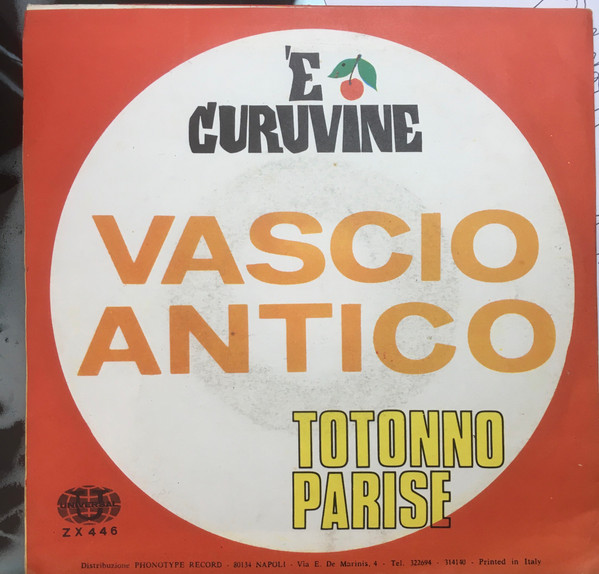 'E
CURUVINE
VASCIO
ANTICO
TOTONNO
PARISE
UNIVERSAL
ZX 446
Distribuzione PHONOTYPE RECORD - 80134 NAPOLI - Via E. De Marinis, 4 - Tel. 322694 - 314180 - Printed in Italy